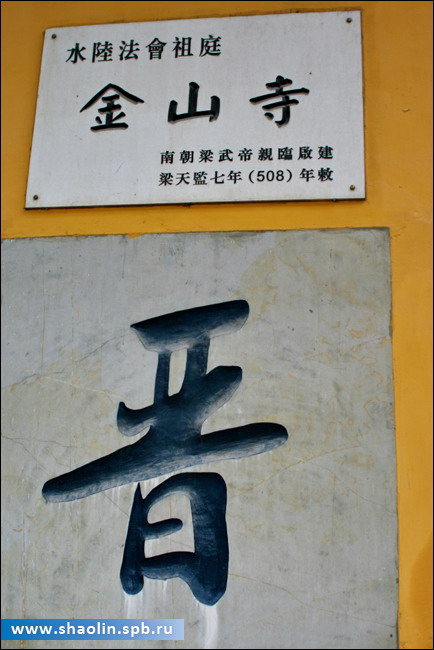 水陸法會祖庭
金山寺
南朝梁武帝親臨啟建
梁天監七年(508)年敕
晋
www.shaolin.spb.ru